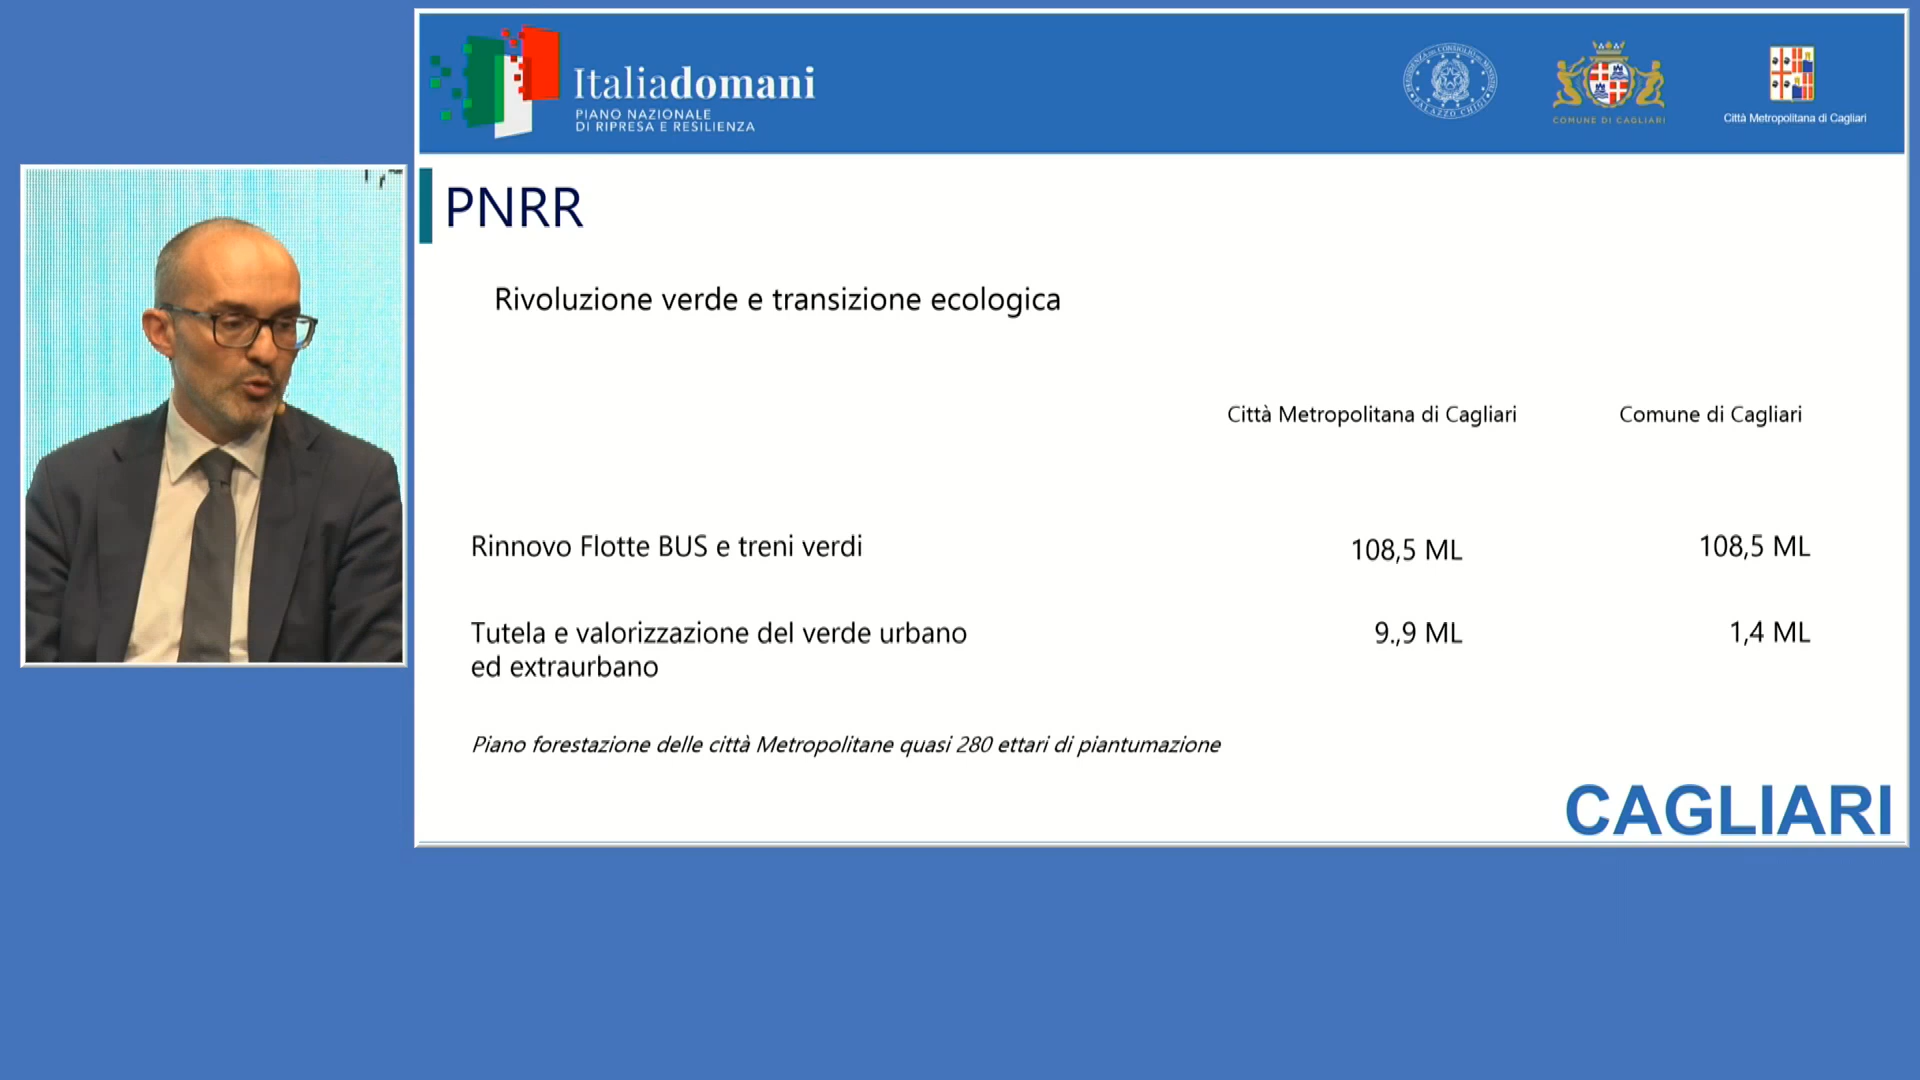 Italiadomani
PIANO NAZIONALE
DI RIPRESA E RESILIENZA
COMUNE DI CAGLIARI
Città Metropolitana di Cagliari
PNRR
Rivoluzione verde e transizione ecologica
Città Metropolitana di Cagliari Comune di Cagliari
Rinnovo Flotte BUS e treni verdi 108,5 ML 108,5 ML
Tutela e valorizzazione del verde urbano 9.,9 ML 1,4 ML
ed extraurbano
Piano forestazione delle città Metropolitane quasi 280 ettari di piantumazione
CAGLIARI